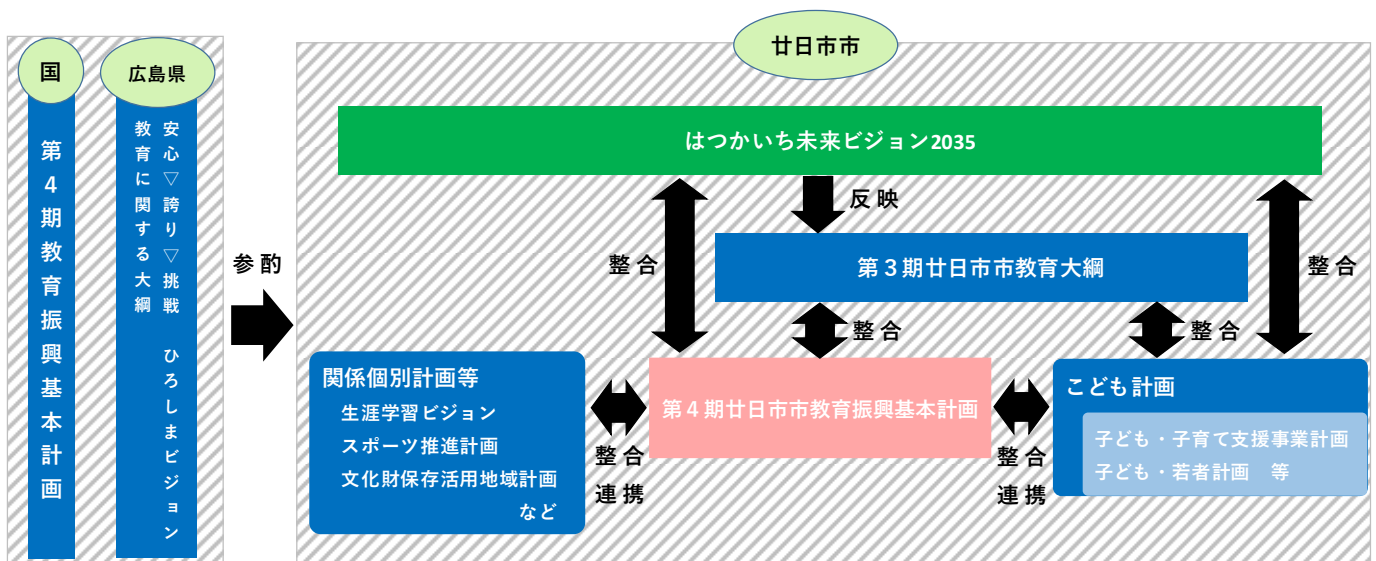 国
第4期教育振興基本計画
広島県
安心▽誇り▽挑戦　ひろしまビジョン
教育に関する大綱
参酌
廿日市市
はつかいち未来ビジョン2035
反映
整合
第３期廿日市市教育大綱
整合
整合
整合
関係個別計画等
生涯学習ビジョン
スポーツ推進計画
文化財保存活用地域計画
など
整合
連携
第４期廿日市市教育振興基本計画
整合
連携
こども計画
子ども・子育て支援事業計画
子ども・若者計画　等